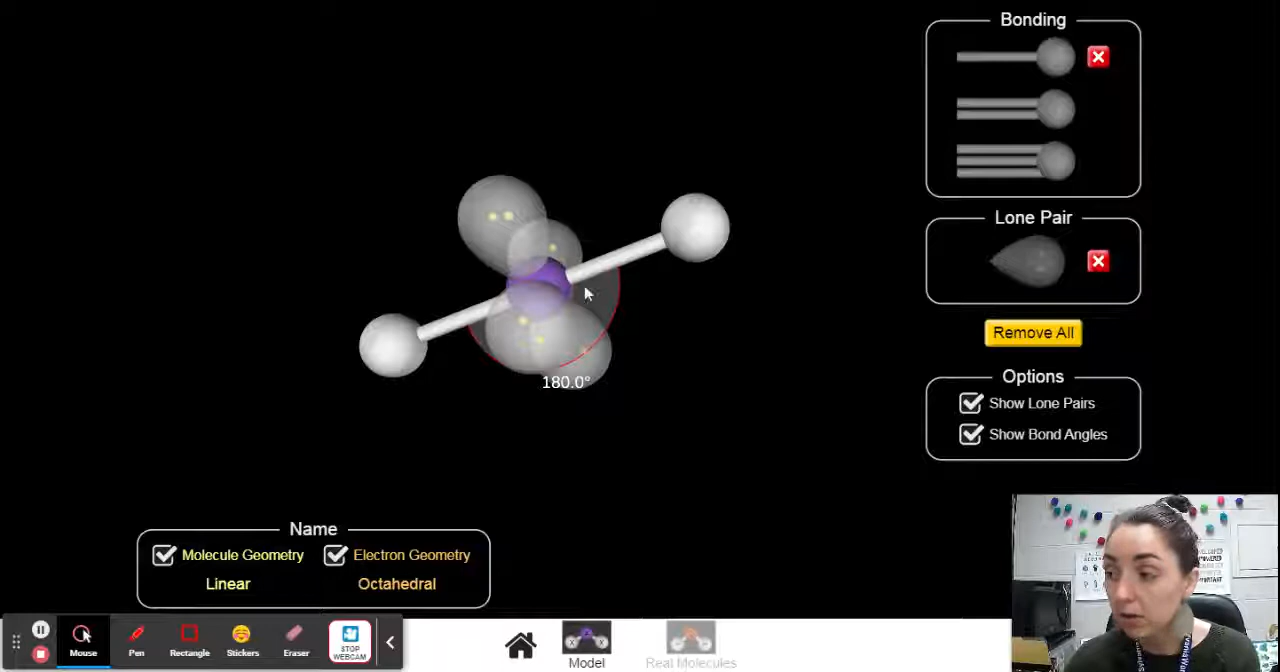 Bonding
Lone Pair
Remove All
Options
Show Lone Pairs
Show Bond Angles
180.0°
Name
Molecule Geometry
Electron Geometry
Linear
Octahedral
Mouse
Pen
Rectangle
Stickers
Eraser
STOP
WEBCAM
Model
Real Molecules